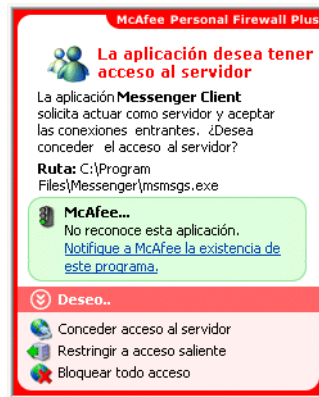 McAfee Personal Firewall Plus
La aplicación desea tener
acceso al servidor
La aplicación Messenger Client
solicita actuar como servidor y aceptar
las conexiones entrantes. ¿Desea
conceder el acceso al servidor?
Ruta: C:\Program
Files\Messenger\msmsgs.exe
McAfee...
No reconoce esta aplicación.
Notifique a McAfee la existencia de
este programa.
Deseo..
Conceder acceso al servidor
Restringir a acceso saliente
Bloquear todo acceso